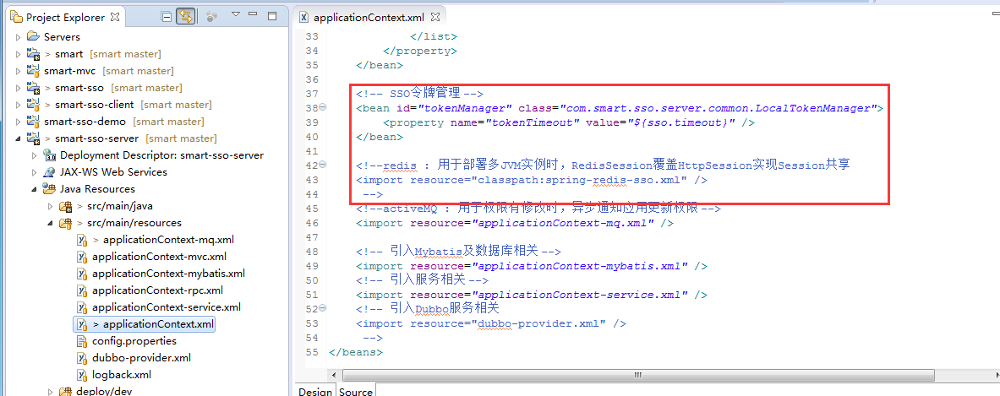 Project Explorer
Servers
> smart [smart master]
smart-mvc [smart master]
> smart-sso [smart master]
> smart-sso-client [smart master]
smart-sso-demo [smart master]
> smart-sso-server [smart master]
Deployment Descriptor: smart-sso-server
JAX-WS Web Services
Java Resources
> src/main/java
> src/main/resources
> applicationContext-mq.xml
applicationContext-mvc.xml
applicationContext-mybatis.xml
applicationContext-rpc.xml
applicationContext-service.xml
> applicationContext.xml
config.properties
dubbo-provider.xml
logback.xml
deploy/dev
applicationContext.xml
33 </list>
34 </property>
35 </bean>
36
37 <!-- SSO令牌管理 -->
38 <bean id="tokenManager" class="com.smart.sso.server.common.LocalTokenManager">
39 <property name="tokenTimeout" value="${sso.timeout}" />
40 </bean>
41
42 <!--redis : 用于部署多JVM实例时，RedisSession覆盖HttpSession实现Session共享
43 <import resource="classpath:spring-redis-sso.xml" />
44 -->
45 <!--activeMQ : 用于权限有修改时，异步通知应用更新权限 -->
46 <import resource="applicationContext-mq.xml" />
47
48 <!-- 引入Mybatis及数据库相关 -->
49 <import resource="applicationContext-mybatis.xml" />
50 <!-- 引入服务相关 -->
51 <import resource="applicationContext-service.xml" />
52 <!-- 引入Dubbo服务相关
53 <import resource="dubbo-provider.xml" />
54 -->
55 </beans>
Design Source